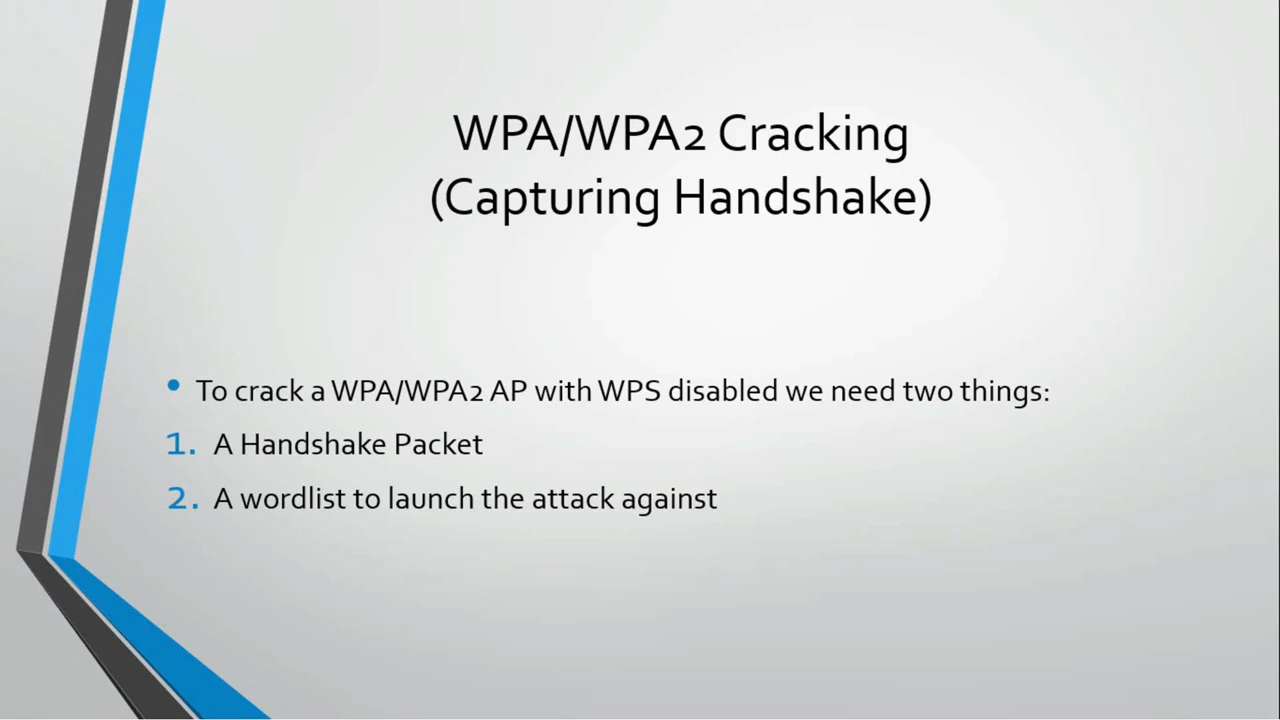 WPA/WPA2 Cracking
(Capturing Handshake)
• To crack a WPA/WPA2 AP with WPS disabled we need two things:
1. A Handshake Packet
2. A wordlist to launch the attack against